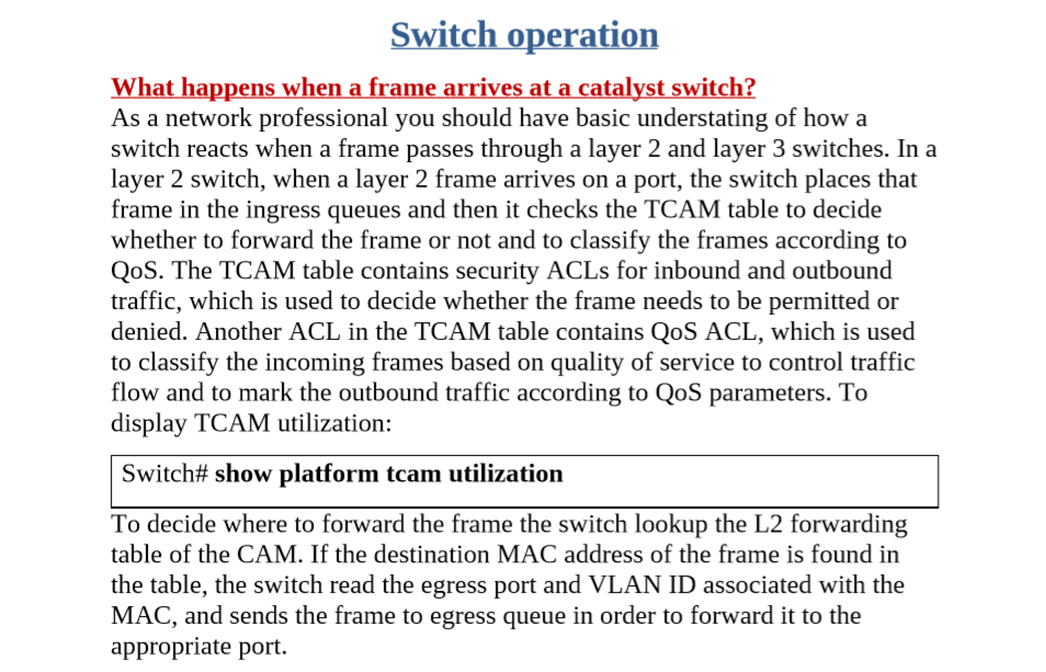 Switch operation
What happens when a frame arrives at a catalyst switch?
As a network professional you should have basic understating of how a
switch reacts when a frame passes through a layer 2 and layer 3 switches. In a
layer 2 switch, when a layer 2 frame arrives on a port, the switch places that
frame in the ingress queues and then it checks the TCAM table to decide
whether to forward the frame or not and to classify the frames according to
QoS. The TCAM table contains security ACLs for inbound and outbound
traffic, which is used to decide whether the frame needs to be permitted or
denied. Another ACL in the TCAM table contains QoS ACL, which is used
to classify the incoming frames based on quality of service to control traffic
flow and to mark the outbound traffic according to QoS parameters. To
display TCAM utilization:
Switch# show platform tcam utilization
To decide where to forward the frame the switch lookup the L2 forwarding
table of the CAM. If the destination MAC address of the frame is found in
the table, the switch read the egress port and VLAN ID associated with the
MAC, and sends the frame to egress queue in order to forward it to the
appropriate port.